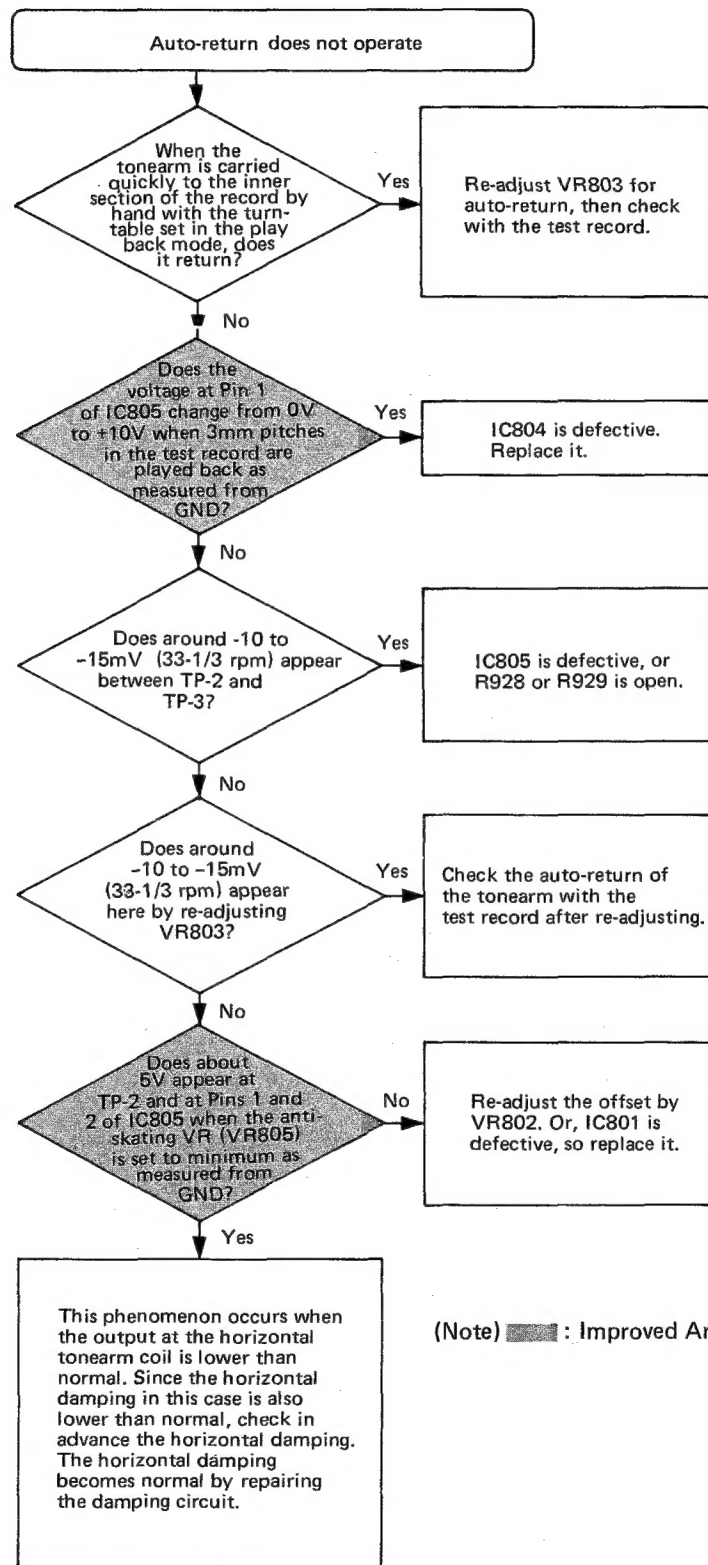 Auto-return does not operate
When the
tonearm is carried
quickly to the inner
section of the record by
hand with the turn-
table set in the play
back mode, does
it return?
Yes
Re-adjust VR803 for
auto-return, then check
with the test record.
No
Does the
voltage at Pin 1
of IC805 change from 0V
to +10V when 3mm pitches
in the test record are
played back as
measured from
GND?
Yes
IC804 is defective.
Replace it.
No
Does around -10 to
-15mV (33-1/3 rpm) appear
between TP-2 and
TP-3?
Yes
IC805 is defective, or
R928 or R929 is open.
No
Does around
-10 to -15mV
(33-1/3 rpm) appear
here by re-adjusting
VR803?
Yes
Check the auto-return of
the tonearm with the
test record after re-adjusting.
No
Does about
5V appear at
TP-2 and at Pins 1 and
2 of IC805 when the anti-
skating VR (VR805)
is set to minimum as
measured from
GND?
No
Re-adjust the offset by
VR802. Or, IC801 is
defective, so replace it.
Yes
This phenomenon occurs when
the output at the horizontal
tonearm coil is lower than
normal. Since the horizontal
damping in this case is also
lower than normal, check in
advance the horizontal damping.
The horizontal damping
becomes normal by repairing
the damping circuit.
(Note) : Improved Ar